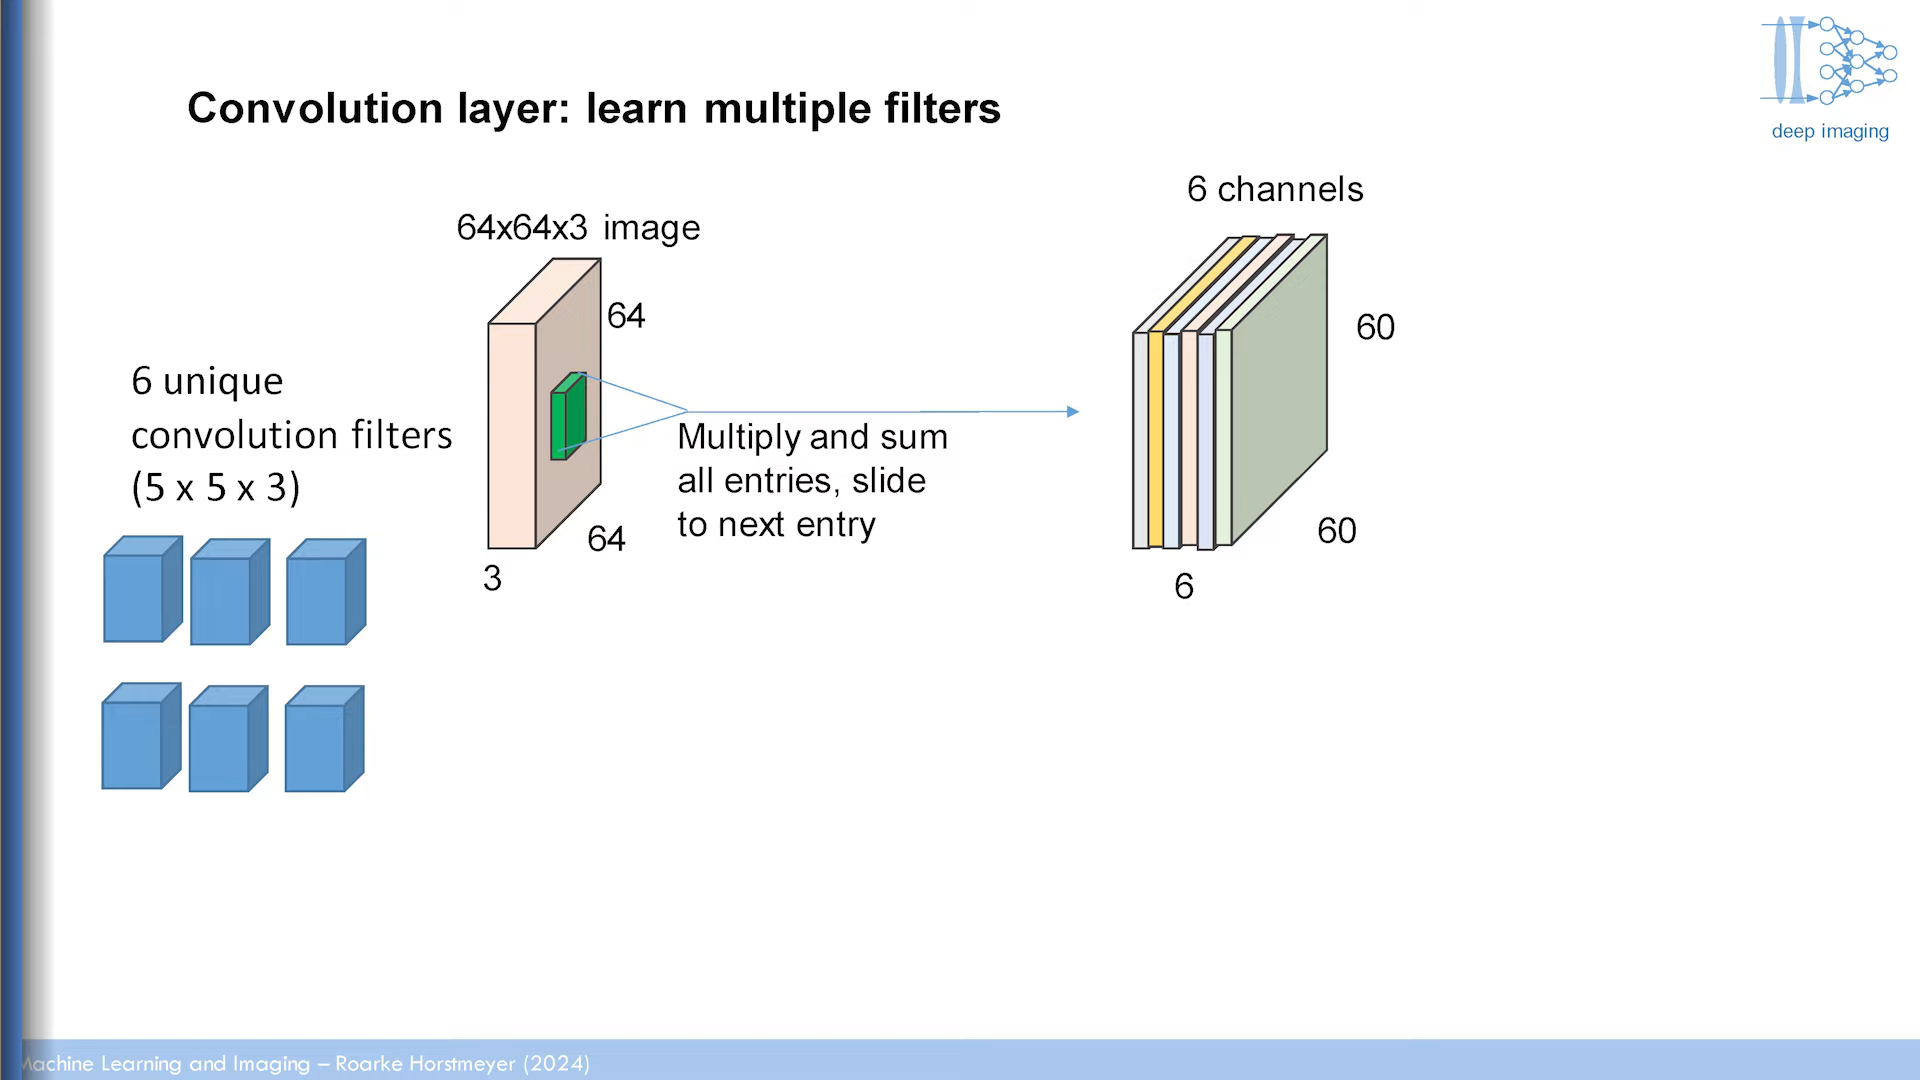 deep imaging
Convolution layer: learn multiple filters
64x64x3 image
6 channels
64
60
6 unique
convolution filters
(5 x 5 x 3)
Multiply and sum
all entries, slide
to next entry
64
60
3
6
Machine Learning and Imaging – Roarke Horstmeyer (2024)